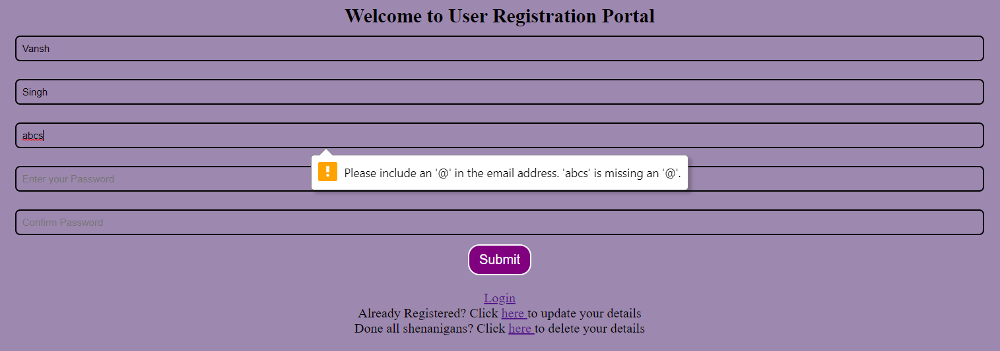 Welcome to User Registration Portal
Vansh
Singh
abcs
Please include an '@' in the email address. 'abcs' is missing an '@'.
Enter your Password
Confirm Password
Submit
Login
Already Registered? Click here to update your details
Done all shenanigans? Click here to delete your details